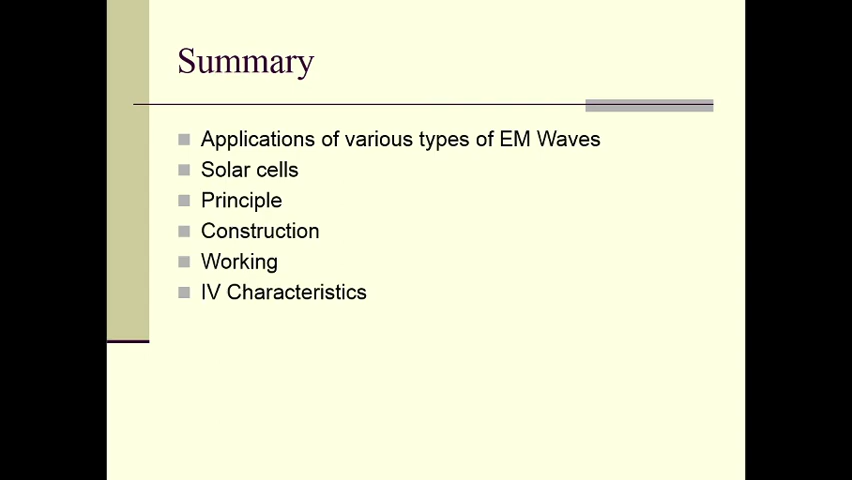 Summary
Applications of various types of EM Waves
Solar cells
Principle
Construction
Working
IV Characteristics